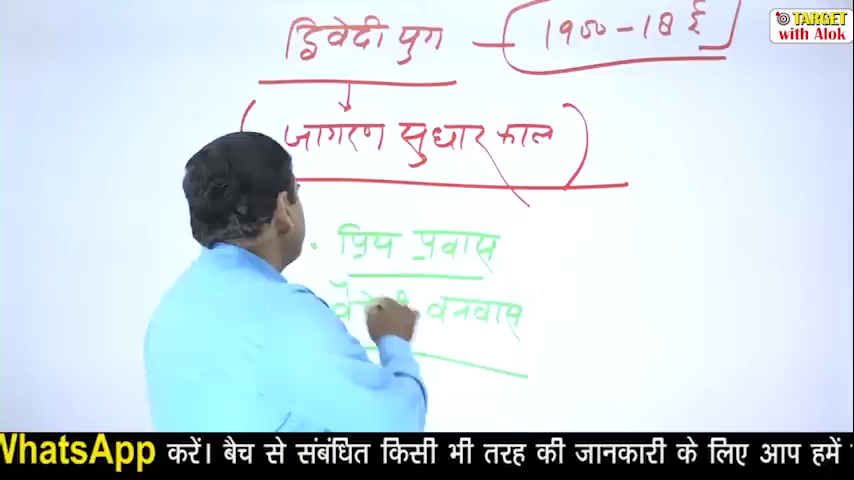 द्विवेदी युग – 1900 – 18 ई
TARGET
with Alok
(जागरण सुधार काल)
· प्रिय प्रवास
वनवास
WhatsApp करें। बैच से संबंधित किसी भी तरह की जानकारी के लिए आप हमें